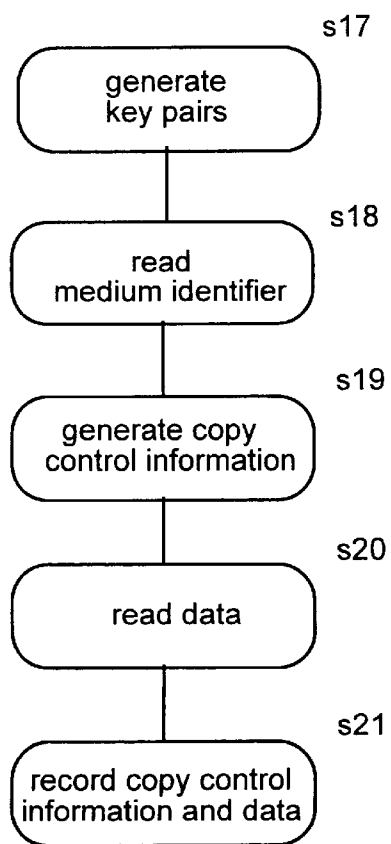 s17
generate
key pairs
s18
read
medium identifier
s19
generate copy
control information
s20
read data
s21
record copy control
information and data